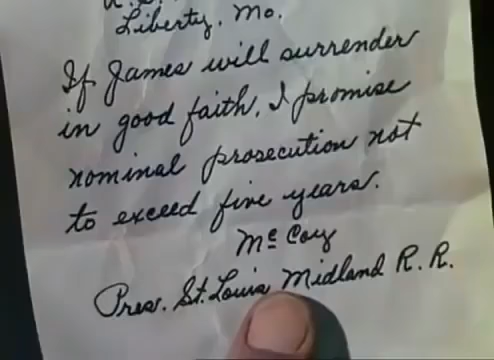 Liberty, Mo.
If James will surrender
in good faith, I promise
nominal prosecution not
to exceed five years.
McCoy
Pres. St. Louis Midland R. R.